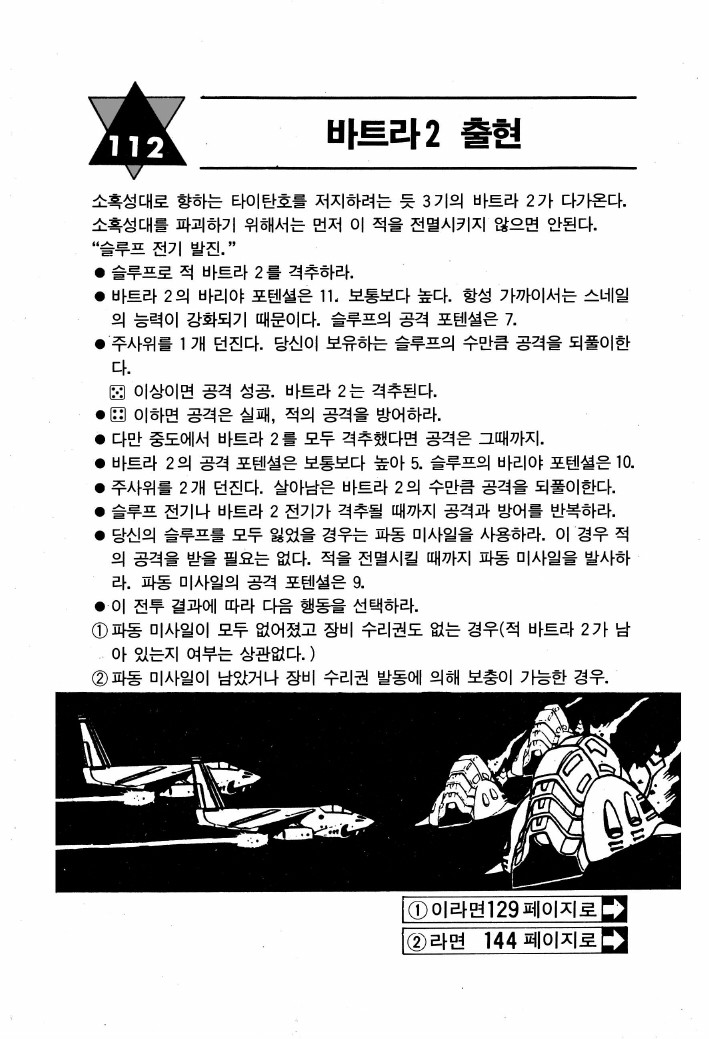 112
바트라2 출현
소혹성대로 향하는 타이탄호를 저지하려는 듯 3기의 바트라 2가 다가온다.
소혹성대를 파괴하기 위해서는 먼저 이 적을 전멸시키지 않으면 안된다.
“슬루프 전기 발진.”
● 슬루프로 적 바트라 2를 격추하라.
● 바트라 2의 바리야 포텐셜은 11. 보통보다 높다. 항성 가까이서는 스네일
의 능력이 강화되기 때문이다. 슬루프의 공격 포텐셜은 7.
● 주사위를 1개 던진다. 당신이 보유하는 슬루프의 수만큼 공격을 되풀이한
다.
⚄ 이상이면 공격 성공. 바트라 2는 격추된다.
● ⚃ 이하면 공격은 실패, 적의 공격을 방어하라.
● 다만 중도에서 바트라 2를 모두 격추했다면 공격은 그때까지.
● 바트라 2의 공격 포텐셜은 보통보다 높아 5. 슬루프의 바리야 포텐셜은 10.
● 주사위를 2개 던진다. 살아남은 바트라 2의 수만큼 공격을 되풀이한다.
● 슬루프 전기나 바트라 2 전기가 격추될 때까지 공격과 방어를 반복하라.
● 당신의 슬루프를 모두 잃었을 경우는 파동 미사일을 사용하라. 이 경우 적
의 공격을 받을 필요는 없다. 적을 전멸시킬 때까지 파동 미사일을 발사하
라. 파동 미사일의 공격 포텐셜은 9.
● 이 전투 결과에 따라 다음 행동을 선택하라.
① 파동 미사일이 모두 없어졌고 장비 수리권도 없는 경우(적 바트라 2가 남
아 있는지 여부는 상관없다.)
② 파동 미사일이 남았거나 장비 수리권 발동에 의해 보충이 가능한 경우.
① 이라면 129 페이지로 ➡
② 라면 144 페이지로 ➡